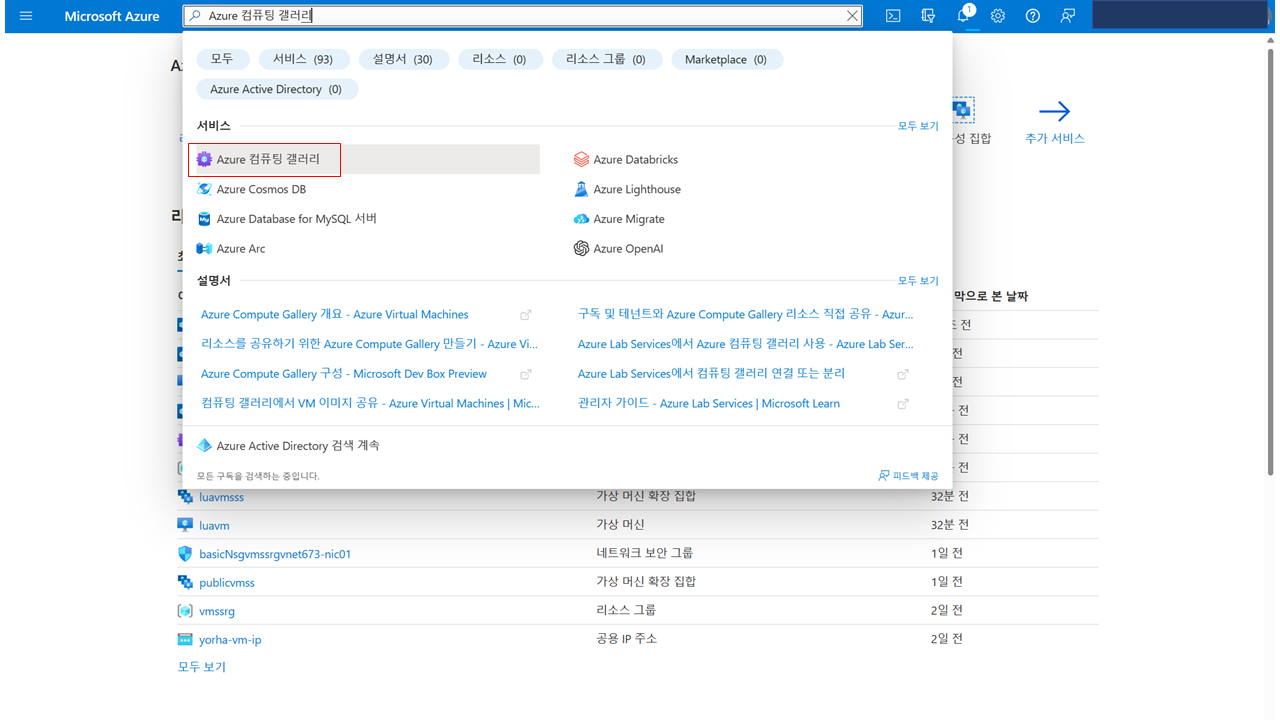 Microsoft Azure
Azure 컴퓨팅 갤러리
1
모두
서비스 (93)
설명서 (30)
리소스 (0)
리소스 그룹 (0)
Marketplace (0)
Azure Active Directory (0)
서비스
모두 보기
성 집합
추가 서비스
Azure 컴퓨팅 갤러리
Azure Databricks
Azure Cosmos DB
Azure Lighthouse
Azure Database for MySQL 서버
Azure Migrate
Azure Arc
Azure OpenAI
설명서
모두 보기
Azure Compute Gallery 개요 - Azure Virtual Machines
구독 및 테넌트와 Azure Compute Gallery 리소스 직접 공유 - Azur...
리소스를 공유하기 위한 Azure Compute Gallery 만들기 - Azure Vi...
Azure Lab Services에서 Azure 컴퓨팅 갤러리 사용 - Azure Lab Ser...
Azure Compute Gallery 구성 - Microsoft Dev Box Preview
Azure Lab Services에서 컴퓨팅 갤러리 연결 또는 분리
컴퓨팅 갤러리에서 VM 이미지 공유 - Azure Virtual Machines | Mic...
관리자 가이드 - Azure Lab Services | Microsoft Learn
막으로 본 날짜
전
전
전
전
전
전
Azure Active Directory 검색 계속
모든 구독을 검색하는 중입니다.
피드백 제공
luavmsss 가상 머신 확장 집합 32분 전
luavm 가상 머신 32분 전
basicNsgvmssrgvnet673-nic01 네트워크 보안 그룹 1일 전
publicvmss 가상 머신 확장 집합 1일 전
vmssrg 리소스 그룹 2일 전
yorha-vm-ip 공용 IP 주소 2일 전
모두 보기